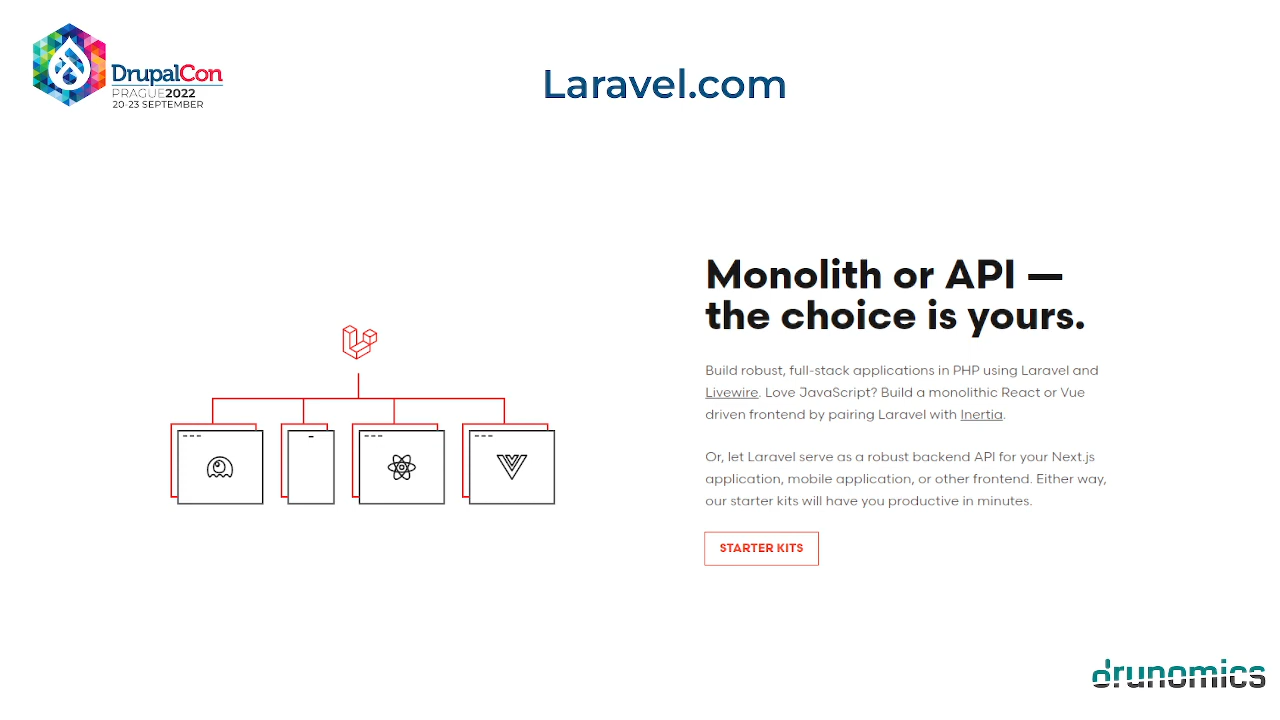 DrupalCon
PRAGUE2022
20-23 SEPTEMBER
Laravel.com
Monolith or API —
the choice is yours.
Build robust, full-stack applications in PHP using Laravel and
Livewire. Love JavaScript? Build a monolithic React or Vue
driven frontend by pairing Laravel with Inertia.
Or, let Laravel serve as a robust backend API for your Next.js
application, mobile application, or other frontend. Either way,
our starter kits will have you productive in minutes.
STARTER KITS
drunomics